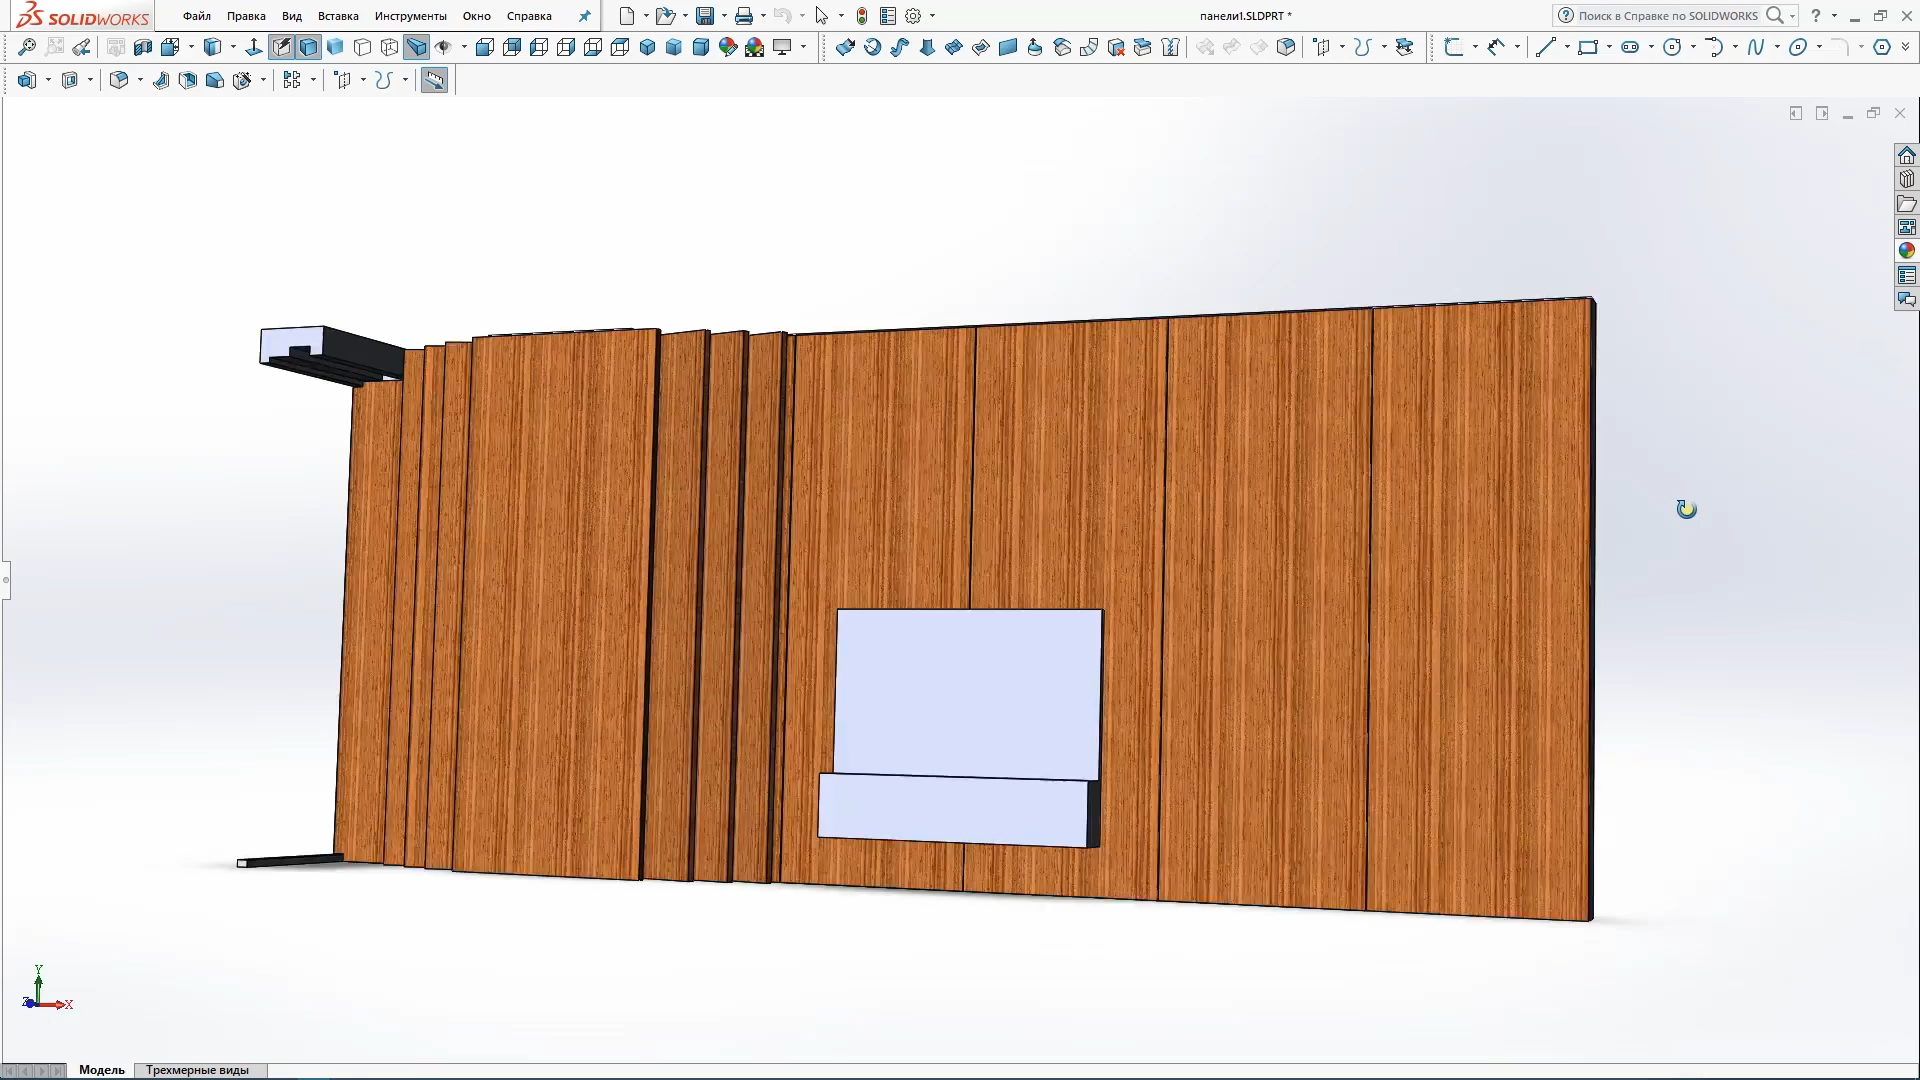 SOLIDWORKS
Файл Правка Вид Вставка Инструменты Окно Справка
панели1.SLDPRT *
Поиск в Справке по SOLIDWORKS
Y
Z X
Модель Трехмерные виды